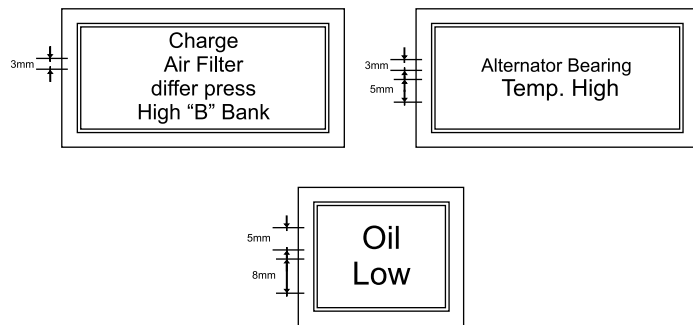 3mm
Charge
Air Filter
differ press
High “B” Bank
3mm
5mm
Alternator Bearing
Temp. High
5mm
8mm
Oil
Low